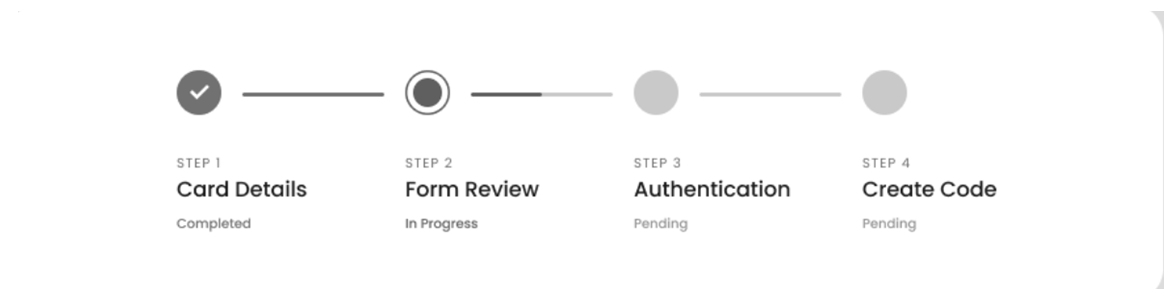 STEP 1
Card Details
Completed
STEP 2
Form Review
In Progress
STEP 3
Authentication
Pending
STEP 4
Create Code
Pending